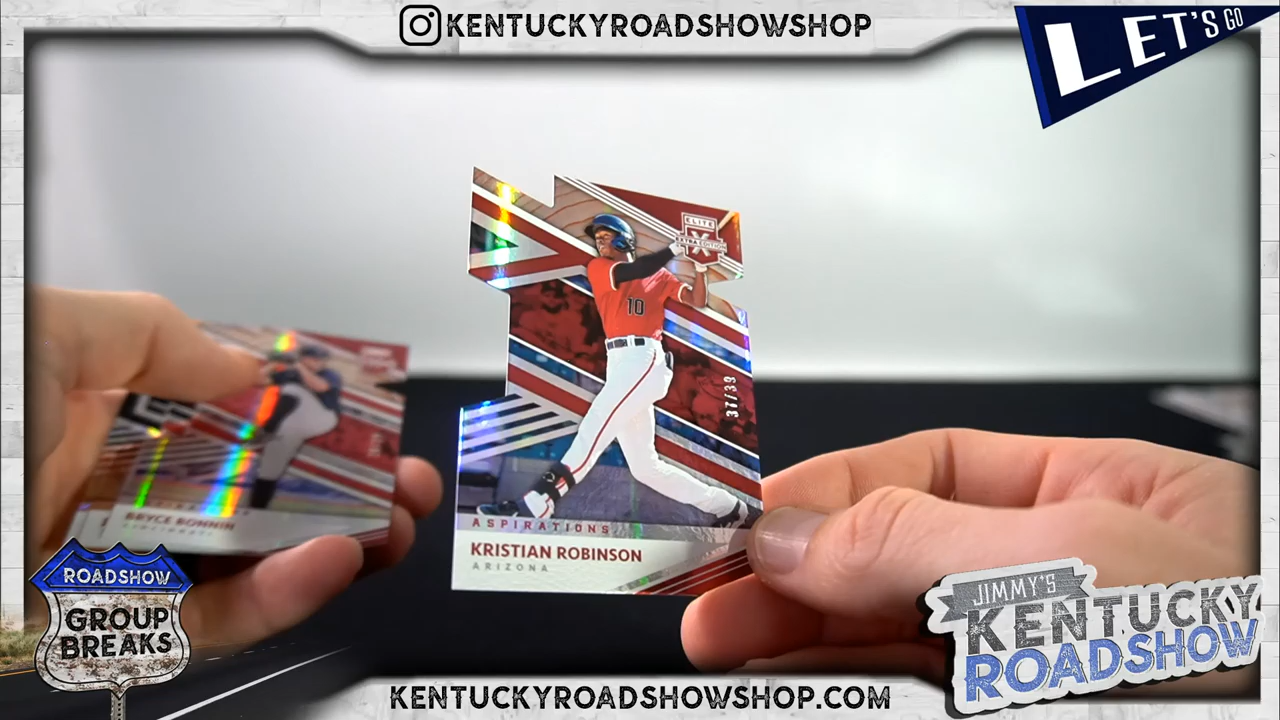 KENTUCKYROADSHOWSHOP
LET'S GO
ELITE
X
EXTRA EDITION
10
37/39
ASPIRATIONS
KRISTIAN ROBINSON
ARIZONA
BRYCE BONNIN
ROADSHOW
GROUP
BREAKS
JIMMY'S
KENTUCKY
ROADSHOW
KENTUCKYROADSHOWSHOP.COM